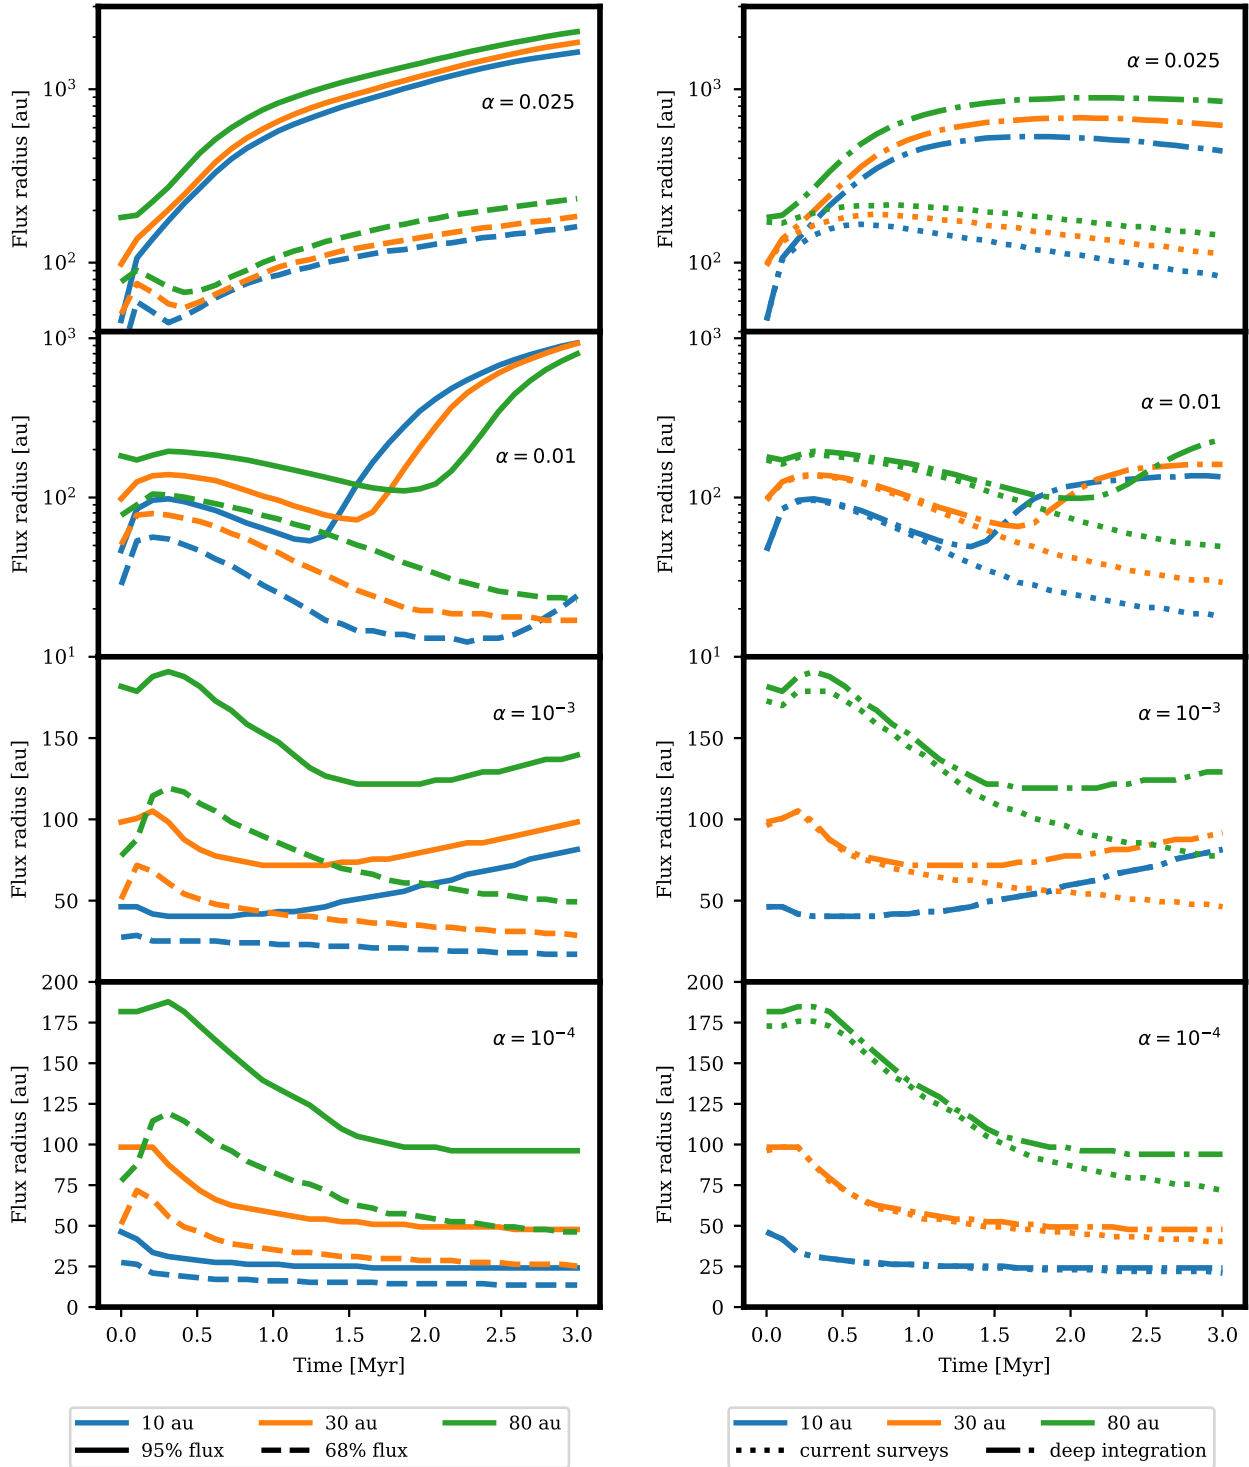 10³
10²
Flux radius [au]
α = 0.025
10³
10²
Flux radius [au]
α = 0.025
10³
10²
10¹
Flux radius [au]
α = 0.01
10³
10²
10¹
Flux radius [au]
α = 0.01
150
100
50
Flux radius [au]
α = 10⁻³
150
100
50
Flux radius [au]
α = 10⁻³
200
175
150
125
100
75
50
25
0
Flux radius [au]
α = 10⁻⁴
0.0 0.5 1.0 1.5 2.0 2.5 3.0
Time [Myr]
200
175
150
125
100
75
50
25
0
Flux radius [au]
α = 10⁻⁴
0.0 0.5 1.0 1.5 2.0 2.5 3.0
Time [Myr]
10 au 30 au 80 au
95% flux 68% flux
10 au 30 au 80 au
current surveys deep integration